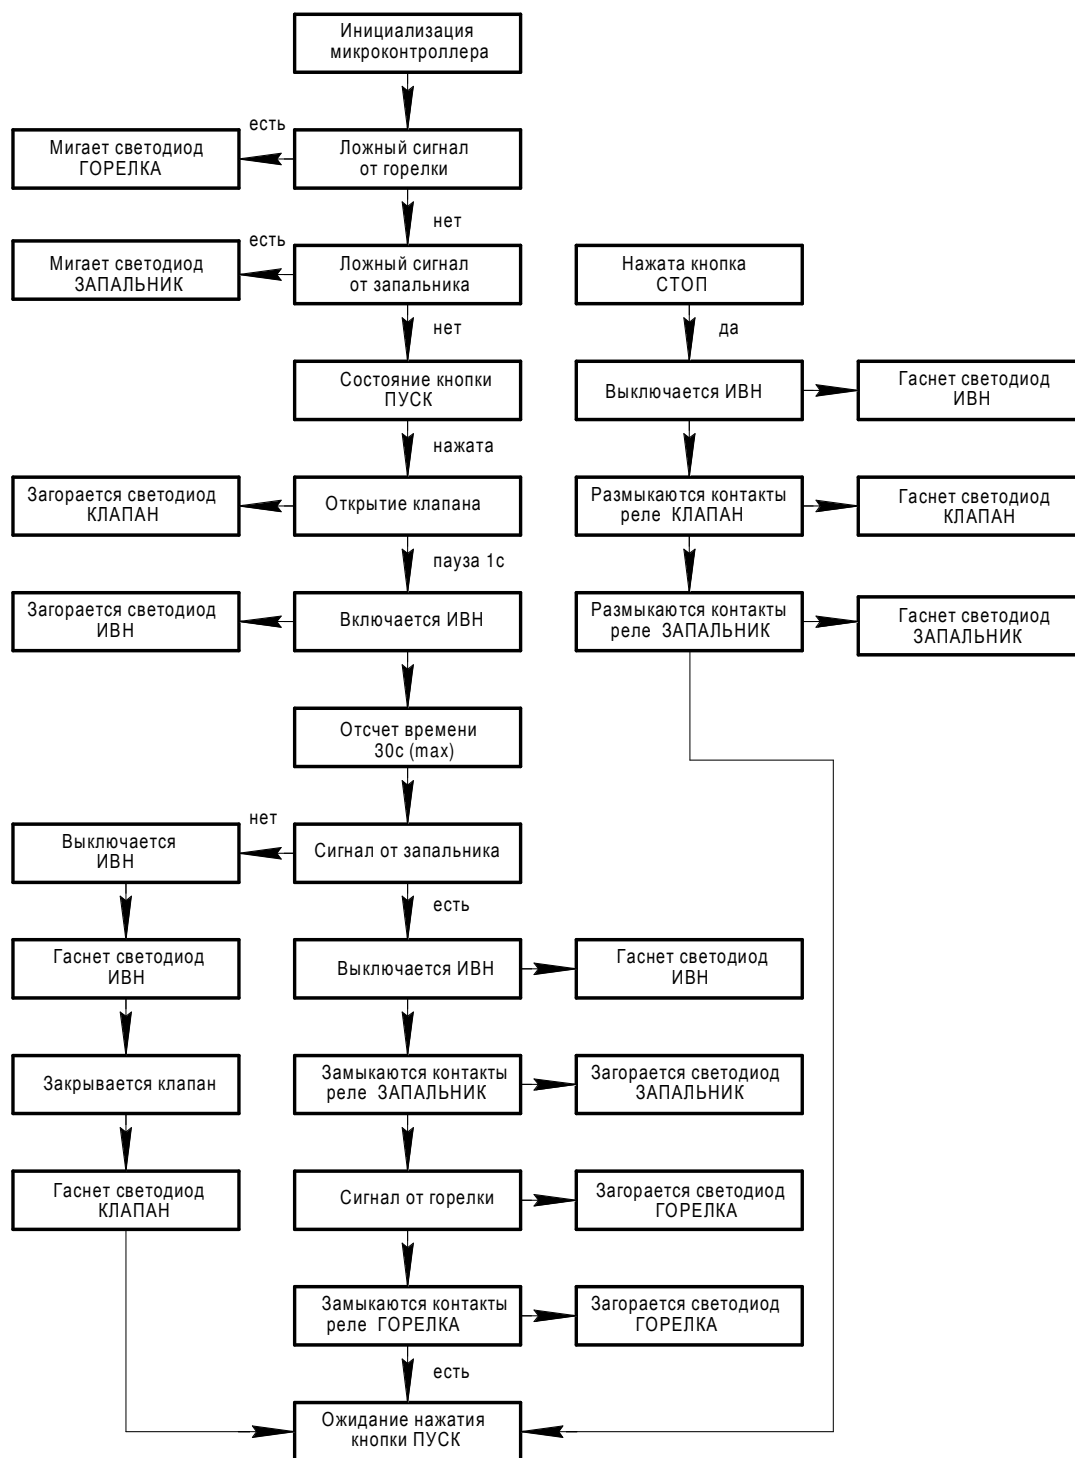 Инициализация
микроконтроллера
есть
Мигает светодиод
ГОРЕЛКА
Ложный сигнал
от горелки
нет
есть
Мигает светодиод
ЗАПАЛЬНИК
Ложный сигнал
от запальника
Нажата кнопка
СТОП
нет
да
Состояние кнопки
ПУСК
Выключается ИВН
Гаснет светодиод
ИВН
нажата
Загорается светодиод
КЛАПАН
Открытие клапана
Размыкаются контакты
реле КЛАПАН
Гаснет светодиод
КЛАПАН
пауза 1с
Загорается светодиод
ИВН
Включается ИВН
Размыкаются контакты
реле ЗАПАЛЬНИК
Гаснет светодиод
ЗАПАЛЬНИК
Отсчет времени
30с (max)
нет
Выключается
ИВН
Сигнал от запальника
есть
Гаснет светодиод
ИВН
Выключается ИВН
Гаснет светодиод
ИВН
Закрывается клапан
Замыкаются контакты
реле ЗАПАЛЬНИК
Загорается светодиод
ЗАПАЛЬНИК
Гаснет светодиод
КЛАПАН
Сигнал от горелки
Загорается светодиод
ГОРЕЛКА
Замыкаются контакты
реле ГОРЕЛКА
Загорается светодиод
ГОРЕЛКА
есть
Ожидание нажатия
кнопки ПУСК